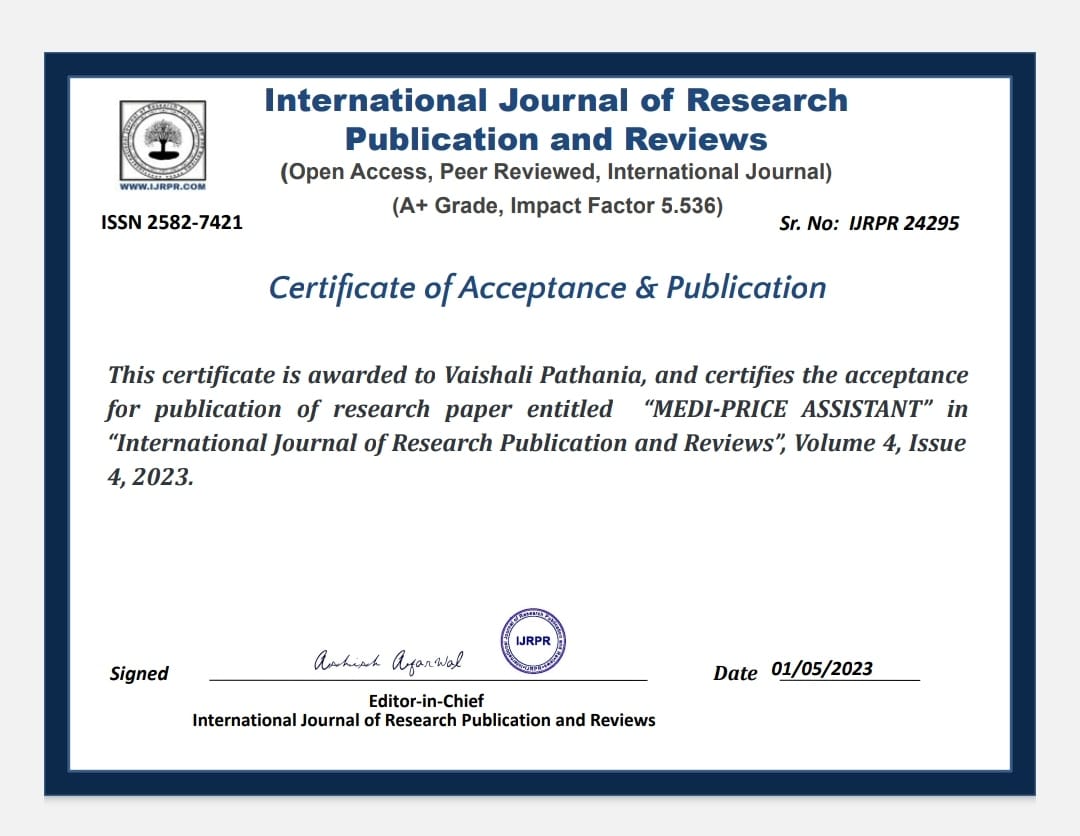 International Journal of Research
Publication and Reviews
(Open Access, Peer Reviewed, International Journal)
(A+ Grade, Impact Factor 5.536)
WWW.IJRPR.COM
ISSN 2582-7421
Sr. No: IJRPR 24295
Certificate of Acceptance & Publication
This certificate is awarded to Vaishali Pathania, and certifies the acceptance
for publication of research paper entitled “MEDI-PRICE ASSISTANT” in
“International Journal of Research Publication and Reviews”, Volume 4, Issue
4, 2023.
IJRPR
Signed
Ashish Agarwal
Date 01/05/2023
Editor-in-Chief
International Journal of Research Publication and Reviews